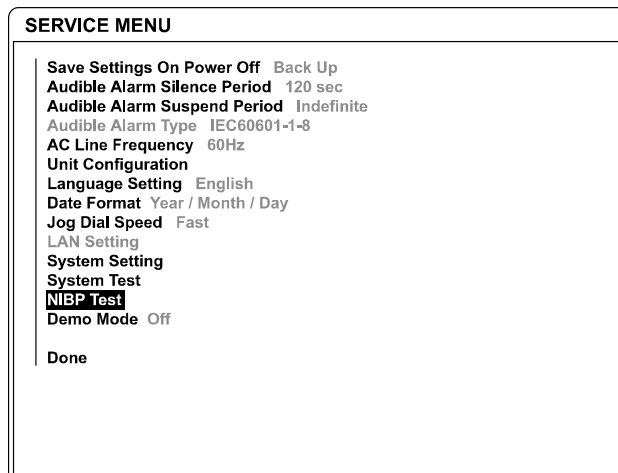 SERVICE MENU
Save Settings On Power Off Back Up
Audible Alarm Silence Period 120 sec
Audible Alarm Suspend Period Indefinite
Audible Alarm Type IEC60601-1-8
AC Line Frequency 60Hz
Unit Configuration
Language Setting English
Date Format Year / Month / Day
Jog Dial Speed Fast
LAN Setting
System Setting
System Test
NIBP Test
Demo Mode Off
Done